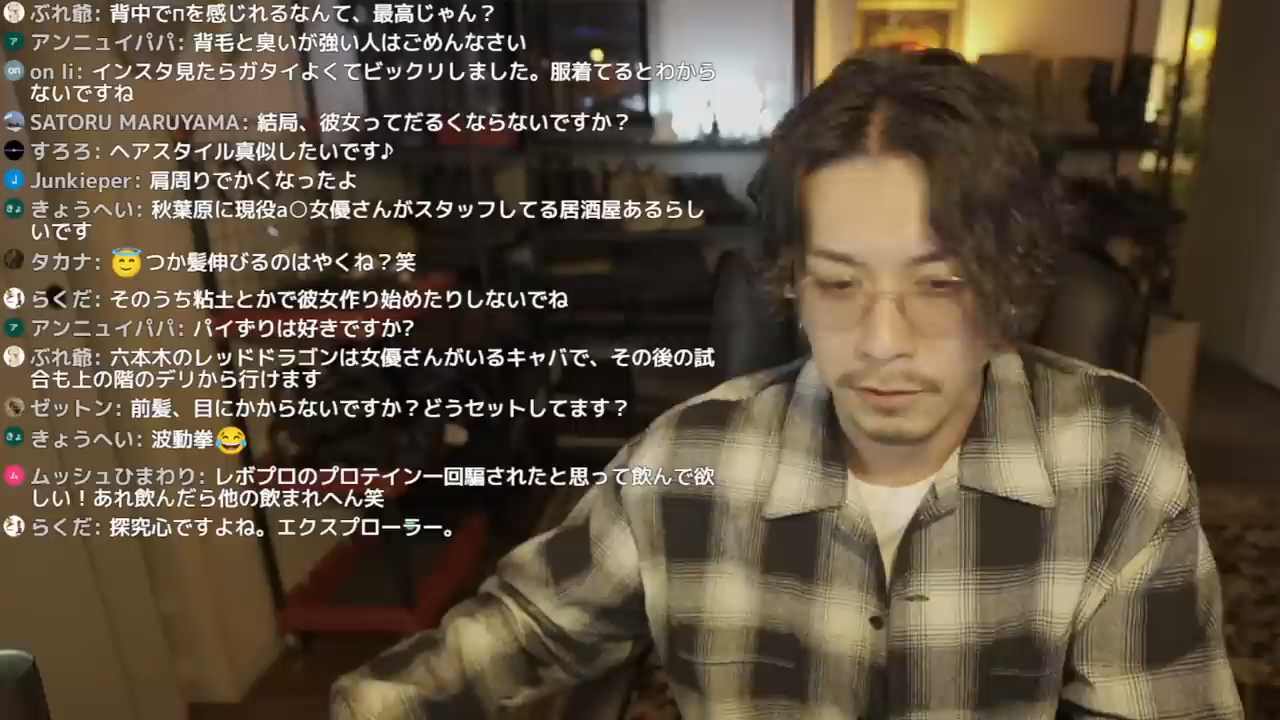 ぶれ爺: 背中でπを感じれるなんて、最高じゃん？
ア アンニュイパパ: 背毛と臭いが強い人はごめんなさい
on on li: インスタ見たらガタイよくてビックリしました。服着てるとわから
ないですね
SATORU MARUYAMA: 結局、彼女ってだるくならないですか？
すろろ: ヘアスタイル真似したいです♪
J Junkieper: 肩周りでかくなったよ
きょ きょうへい: 秋葉原に現役a〇女優さんがスタッフしてる居酒屋あるらし
いです
タカナ: 😇つか髪伸びるのはやくね？笑
らくだ: そのうち粘土とかで彼女作り始めたりしないでね
ア アンニュイパパ: パイずりは好きですか?
ぶれ爺: 六本木のレッドドラゴンは女優さんがいるキャバで、その後の試
合も上の階のデリから行けます
ゼットン: 前髪、目にかからないですか？どうセットしてます？
きょ きょうへい: 波動拳😂
ム ムッシュひまわり: レボプロのプロテイン一回騙されたと思って飲んで欲
しい！あれ飲んだら他の飲まれへん笑
らくだ: 探究心ですよね。エクスプローラー。